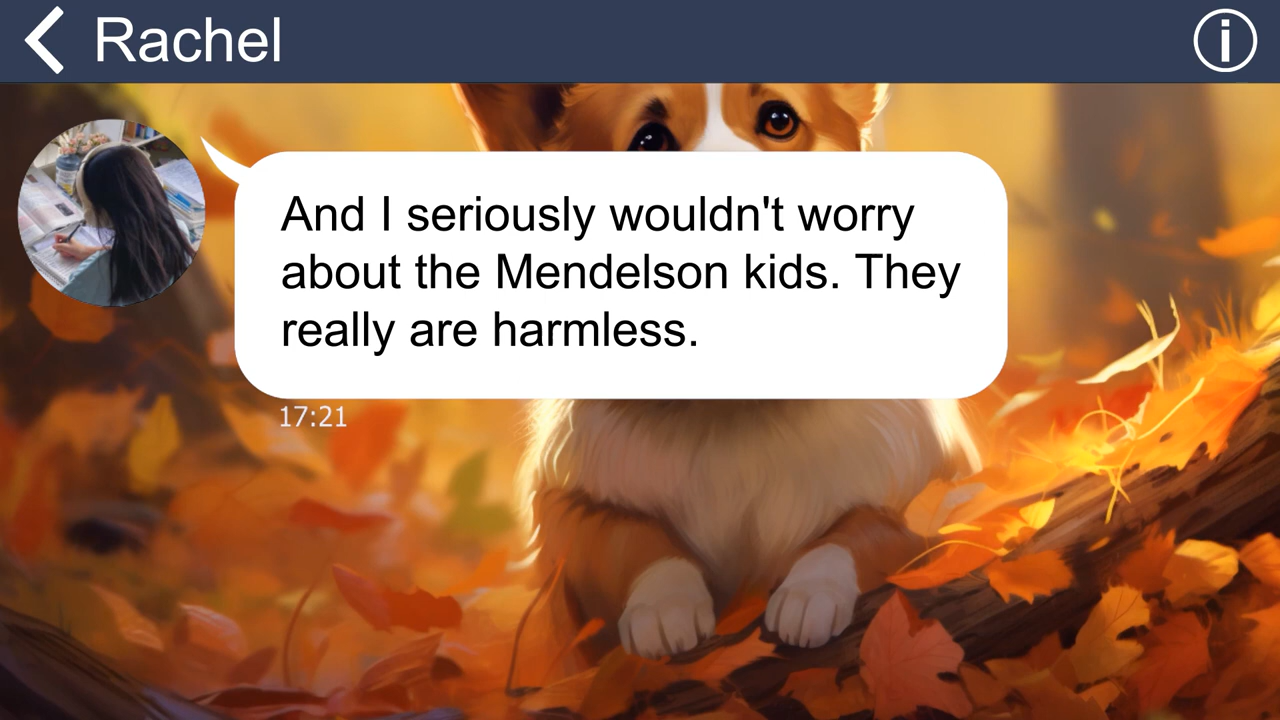 Rachel
And I seriously wouldn't worry
about the Mendelson kids. They
really are harmless.
17:21